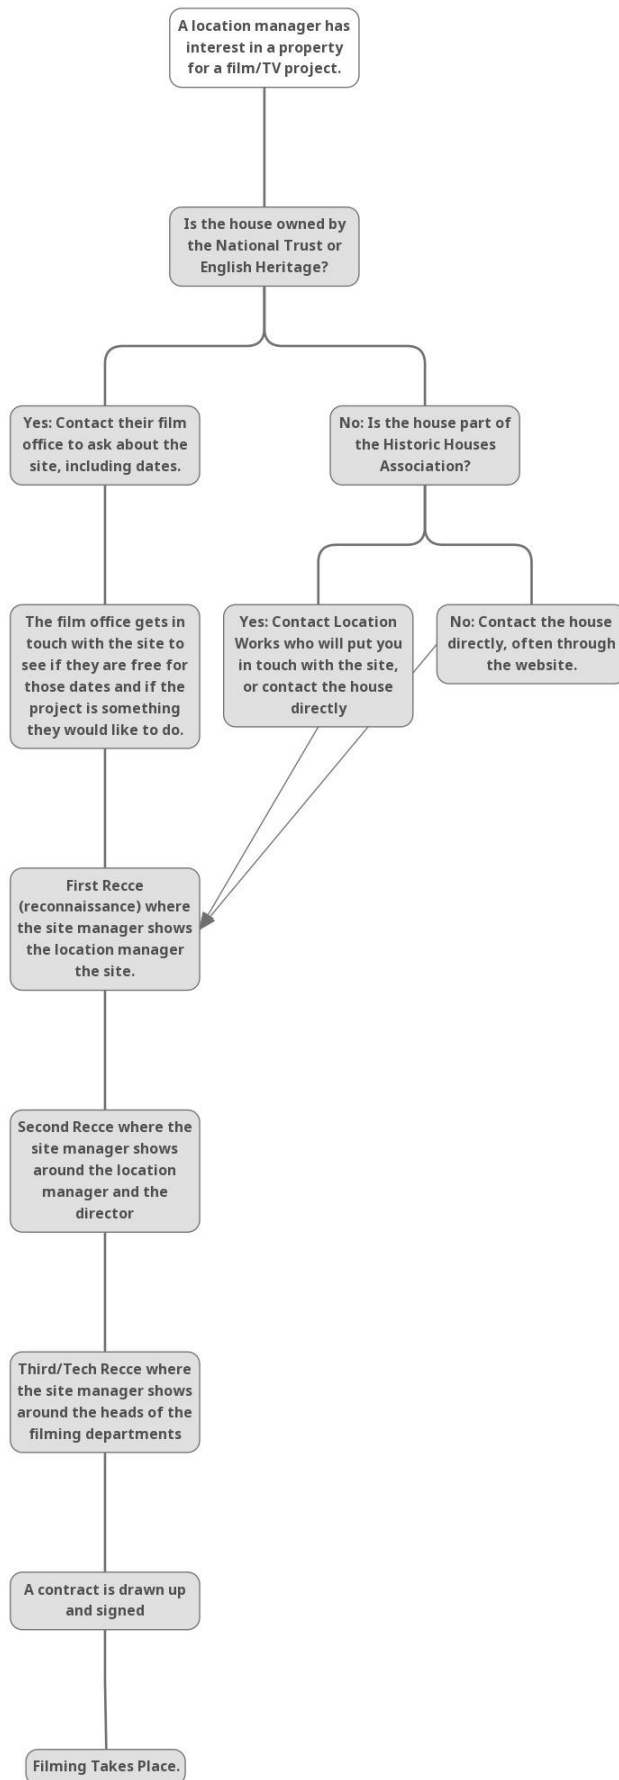 A location manager has
interest in a property
for a film/TV project.
Is the house owned by
the National Trust or
English Heritage?
Yes: Contact their film
office to ask about the
site, including dates.
No: Is the house part of
the Historic Houses
Association?
The film office gets in
touch with the site to
see if they are free for
those dates and if the
project is something
they would like to do.
Yes: Contact Location
Works who will put you
in touch with the site,
or contact the house
directly
No: Contact the house
directly, often through
the website.
First Recce
(reconnaissance) where
the site manager shows
the location manager
the site.
Second Recce where the
site manager shows
around the location
manager and the
director
Third/Tech Recce where
the site manager shows
around the heads of the
filming departments
A contract is drawn up
and signed
Filming Takes Place.